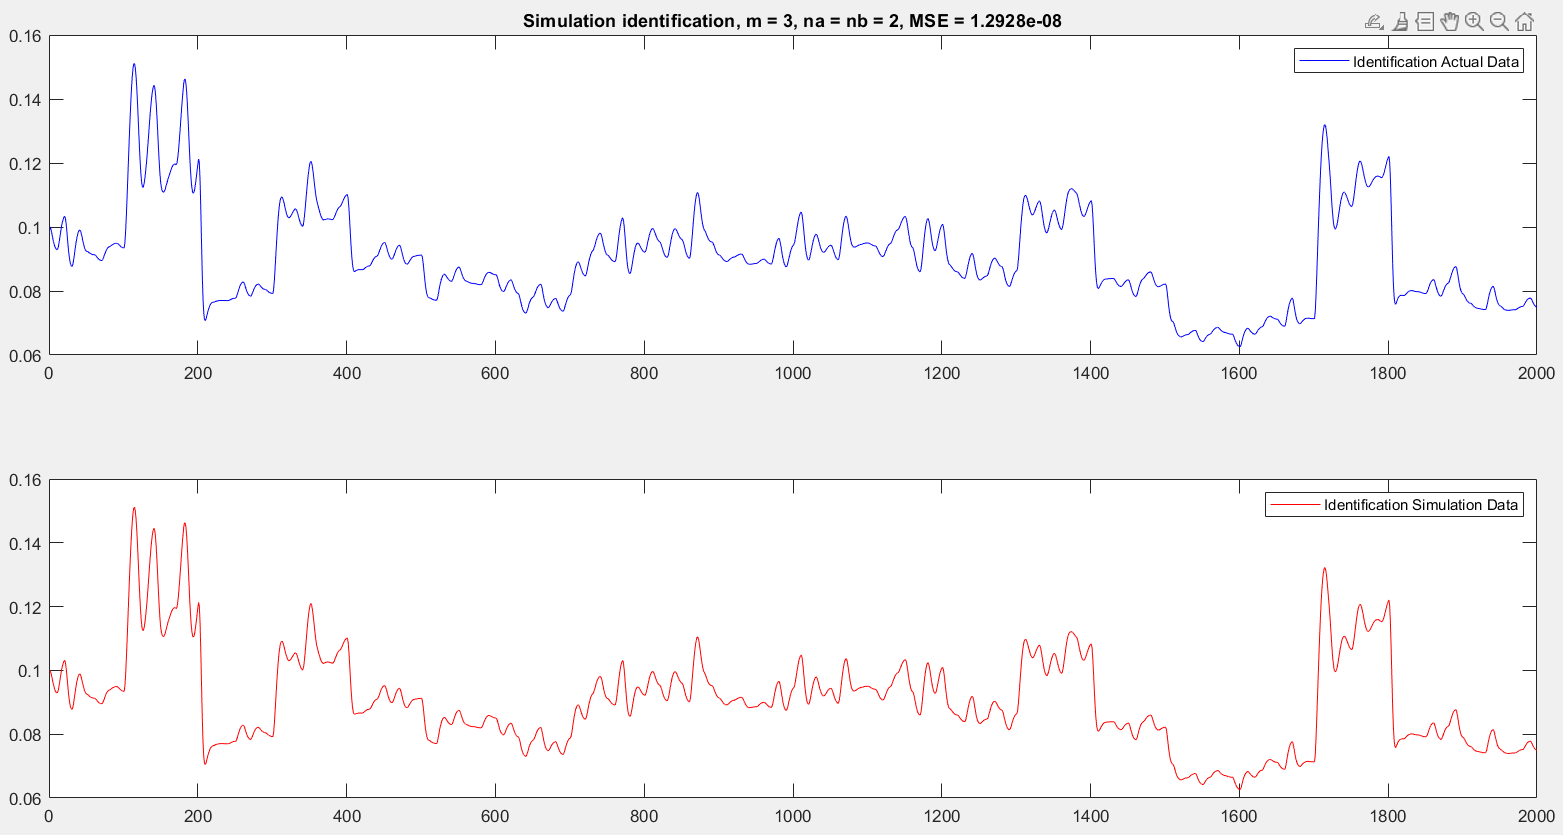 Simulation identification, m = 3, na = nb = 2, MSE = 1.2928e-08
0.16
Identification Actual Data
0.14
0.12
0.1
0.08
0.06
0 200 400 600 800 1000 1200 1400 1600 1800 2000
0.16
Identification Simulation Data
0.14
0.12
0.1
0.08
0.06
0 200 400 600 800 1000 1200 1400 1600 1800 2000